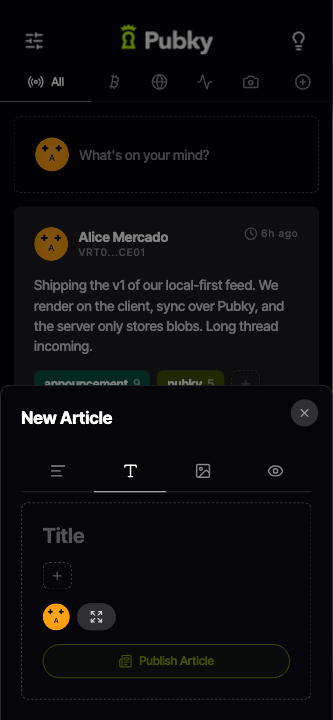 Pubky
All
What's on your mind?
Alice Mercado
6h ago
VRT0...CE01
Shipping the v1 of our local-first feed. We
render on the client, sync over Pubky, and
the server only stores blobs. Long thread
incoming.
announcement 9 pubky 5
New Article
Title
Publish Article